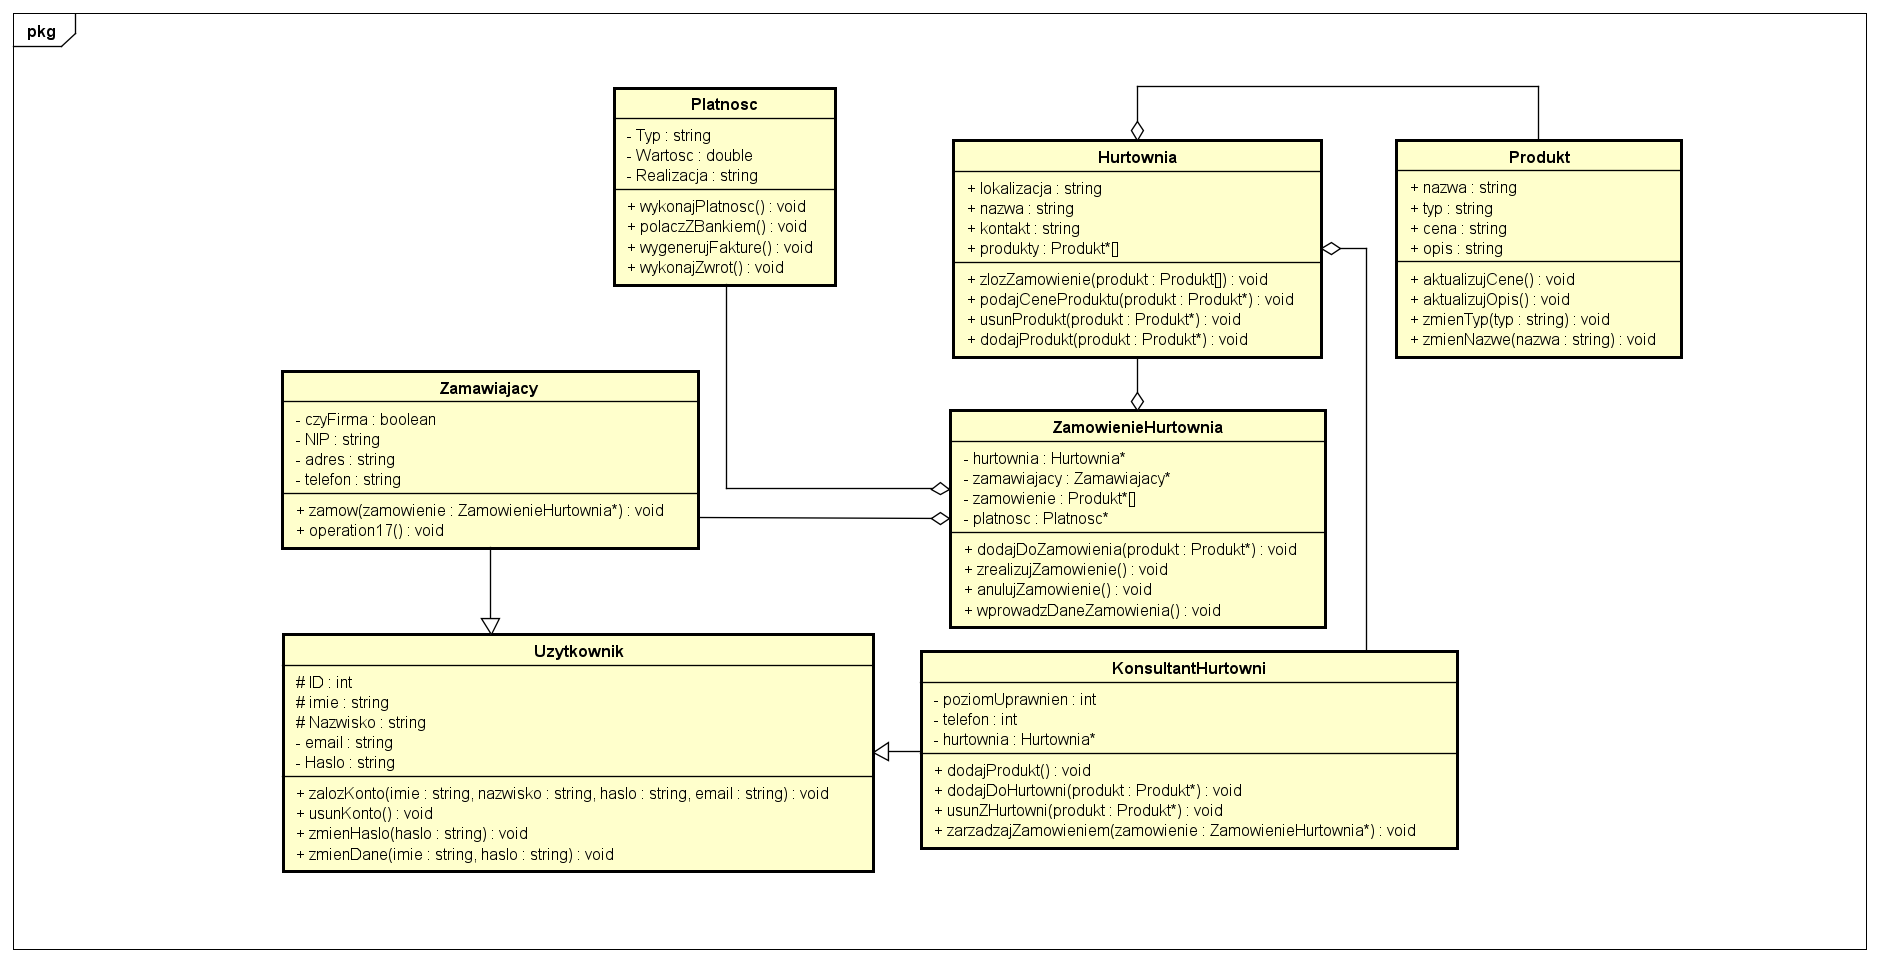 pkg
Platnosc
- Typ : string
- Wartosc : double
- Realizacja : string
+ wykonajPlatnosc() : void
+ polaczZBankiem() : void
+ wygenerujFakture() : void
+ wykonajZwrot() : void
Hurtownia
+ lokalizacja : string
+ nazwa : string
+ kontakt : string
+ produkty : Produkt*[]
+ zlozZamowienie(produkt : Produkt[]) : void
+ podajCeneProduktu(produkt : Produkt*) : void
+ usunProdukt(produkt : Produkt*) : void
+ dodajProdukt(produkt : Produkt*) : void
Produkt
+ nazwa : string
+ typ : string
+ cena : string
+ opis : string
+ aktualizujCene() : void
+ aktualizujOpis() : void
+ zmienTyp(typ : string) : void
+ zmienNazwe(nazwa : string) : void
Zamawiajacy
- czyFirma : boolean
- NIP : string
- adres : string
- telefon : string
+ zamow(zamowienie : ZamowienieHurtownia*) : void
+ operation17() : void
ZamowienieHurtownia
- hurtownia : Hurtownia*
- zamawiajacy : Zamawiajacy*
- zamowienie : Produkt*[]
- platnosc : Platnosc*
+ dodajDoZamowienia(produkt : Produkt*) : void
+ zrealizujZamowienie() : void
+ anulujZamowienie() : void
+ wprowadzDaneZamowienia() : void
Uzytkownik
# ID : int
# imie : string
# Nazwisko : string
- email : string
- Haslo : string
+ zalozKonto(imie : string, nazwisko : string, haslo : string, email : string) : void
+ usunKonto() : void
+ zmienHaslo(haslo : string) : void
+ zmienDane(imie : string, haslo : string) : void
KonsultantHurtowni
- poziomUprawnien : int
- telefon : int
- hurtownia : Hurtownia*
+ dodajProdukt() : void
+ dodajDoHurtowni(produkt : Produkt*) : void
+ usunZHurtowni(produkt : Produkt*) : void
+ zarzadzajZamowieniem(zamowienie : ZamowienieHurtownia*) : void